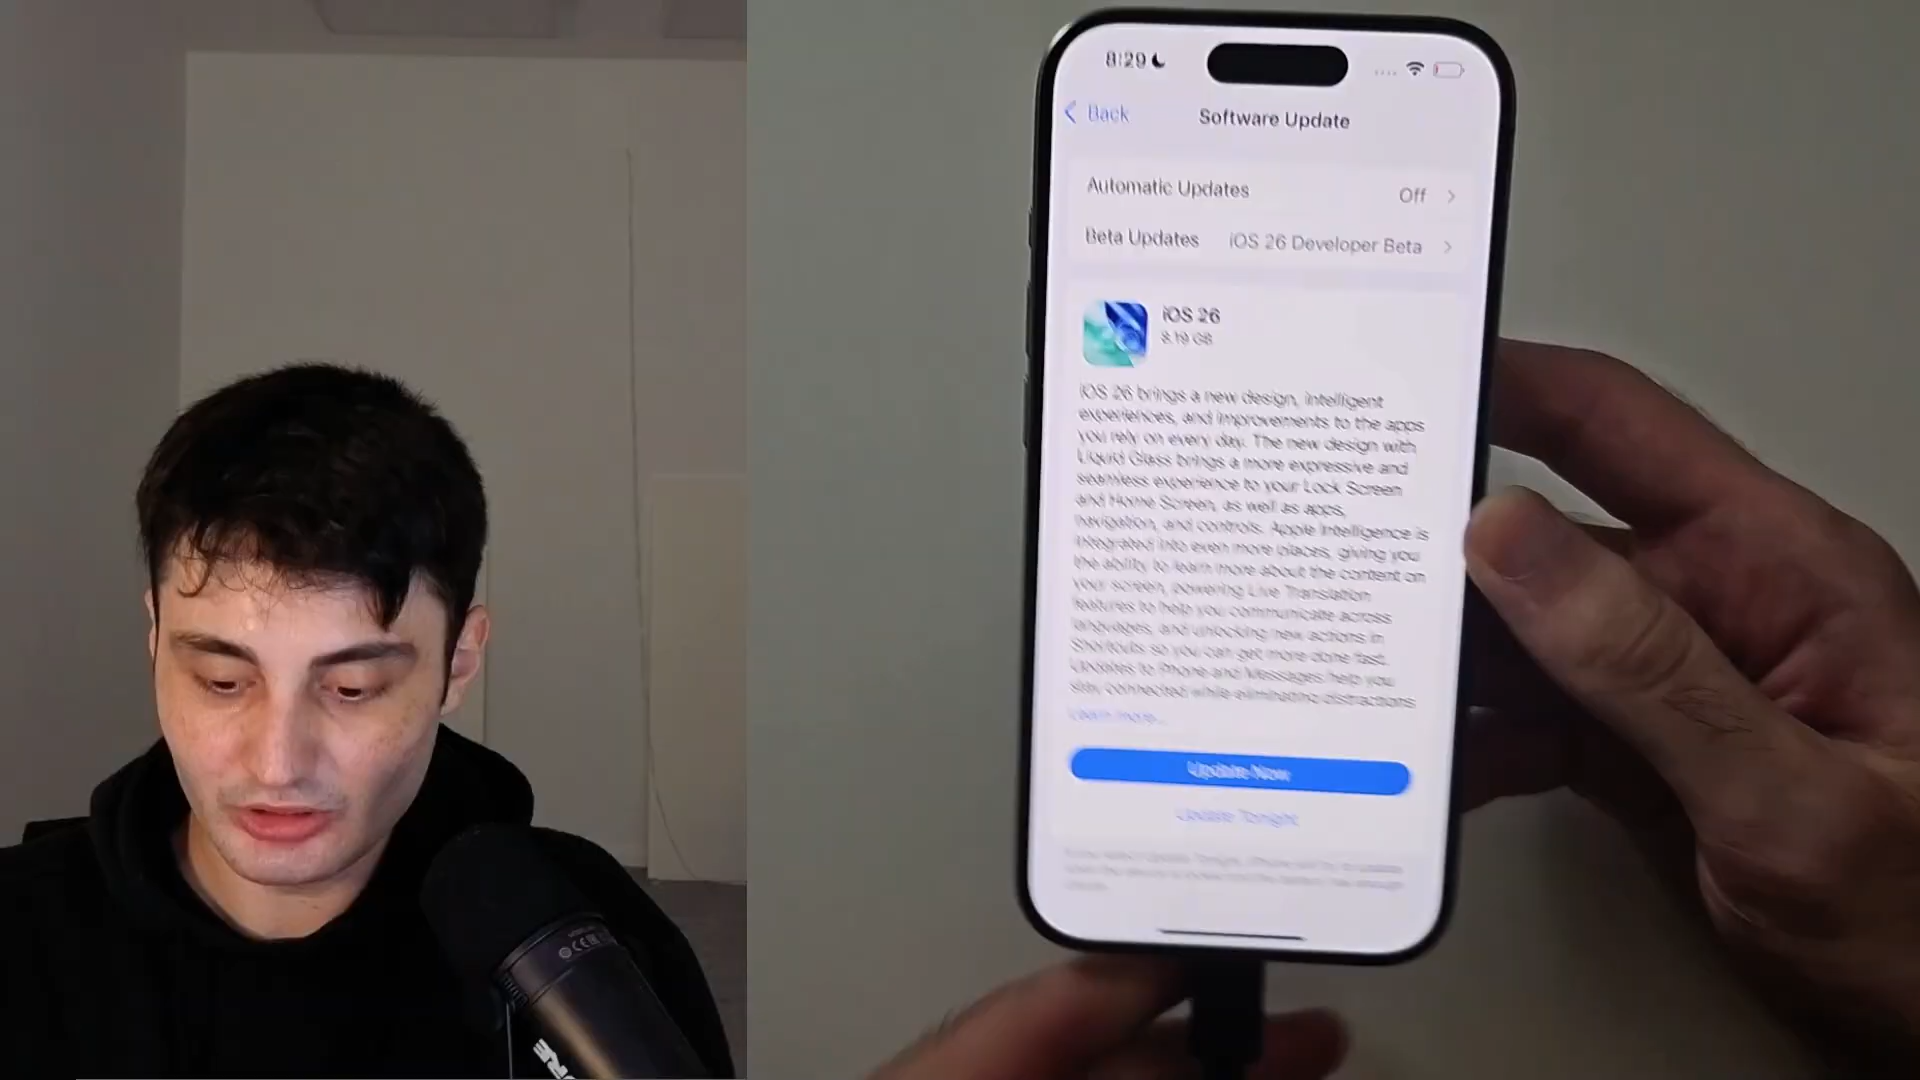 8:29
Back
Software Update
Automatic Updates
Off
Beta Updates
iOS 26 Developer Beta
iOS 26
8.19 GB
iOS 26 brings a new design, intelligent
experiences, and improvements to the apps
you rely on every day. The new design with
Liquid Glass brings a more expressive and
seamless experience to your Lock Screen
and Home Screen, as well as apps,
navigation, and controls. Apple Intelligence is
integrated into even more places, giving you
the ability to learn more about the content on
your screen, powering Live Translation
features to help you communicate across
languages, and unlocking new actions in
Shortcuts so you can get more done fast.
Updates to Phone and Messages help you
stay connected while eliminating distractions
Learn more...
Update Now
Update Tonight